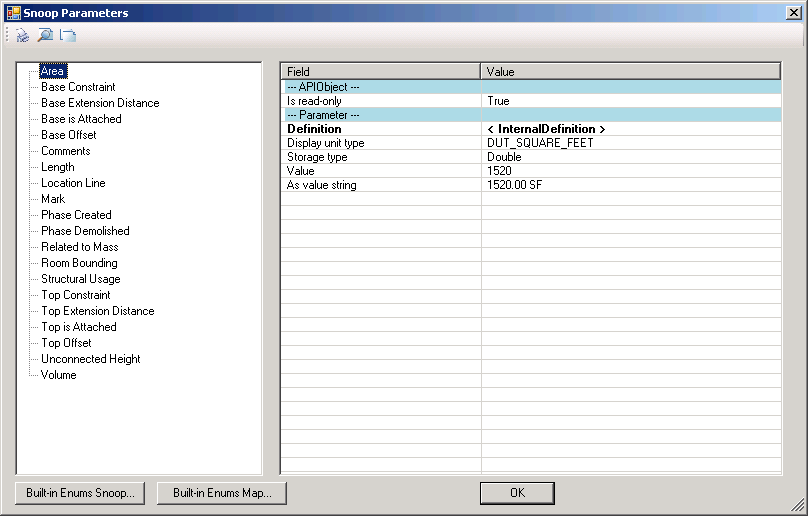 Snoop Parameters
Area
Base Constraint
Base Extension Distance
Base is Attached
Base Offset
Comments
Length
Location Line
Mark
Phase Created
Phase Demolished
Related to Mass
Room Bounding
Structural Usage
Top Constraint
Top Extension Distance
Top is Attached
Top Offset
Unconnected Height
Volume
Field Value
--- APIObject ---
Is read-only True
--- Parameter ---
Definition < InternalDefinition >
Display unit type DUT_SQUARE_FEET
Storage type Double
Value 1520
As value string 1520.00 SF
Built-in Enums Snoop... Built-in Enums Map... OK